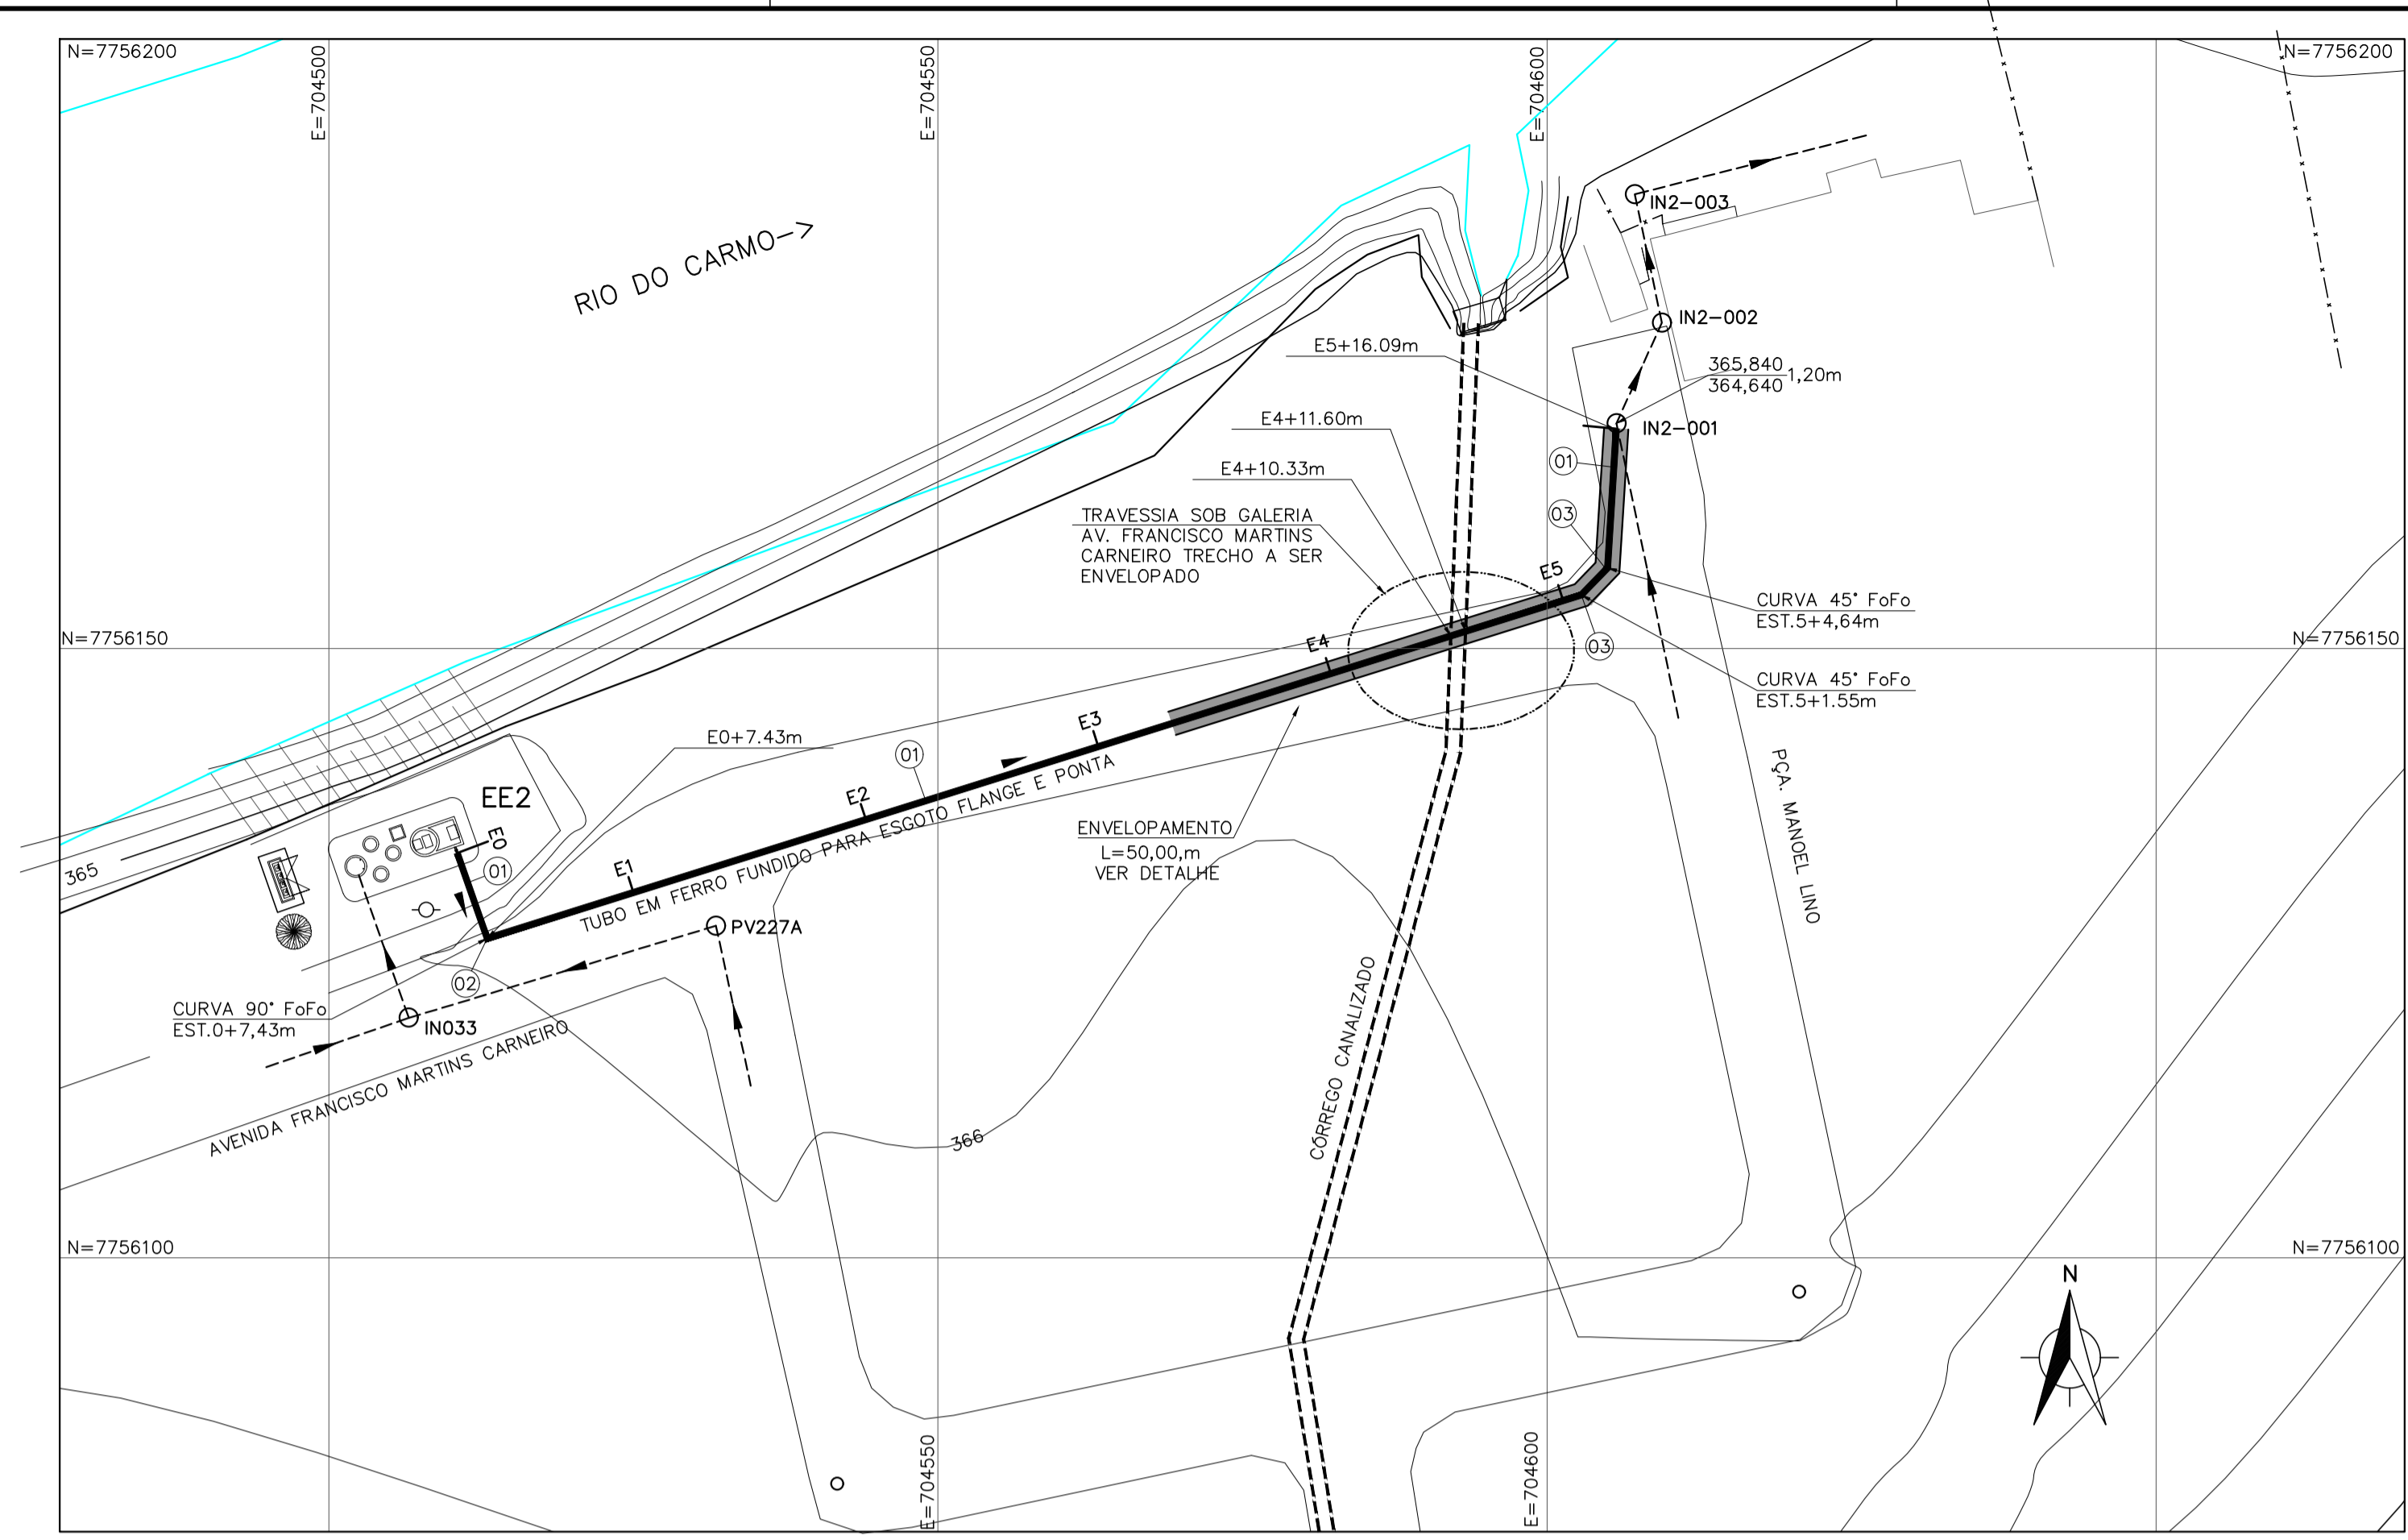 N=7756200
E=704500
E=704550
E=704600
N=7756200
RIO DO CARMO->
IN2-003
IN2-002
E5+16.09m
365,840
364,640
1,20m
E4+11.60m
IN2-001
E4+10.33m
01
TRAVESSIA SOB GALERIA
AV. FRANCISCO MARTINS
CARNEIRO TRECHO A SER
ENVELOPADO
03
E5
CURVA 45° FoFo
EST.5+4,64m
N=7756150
E4
03
N=7756150
CURVA 45° FoFo
EST.5+1.55m
E3
E0+7.43m
01
PÇA. MANOEL LINO
EE2
E2
TUBO EM FERRO FUNDIDO PARA ESGOTO FLANGE E PONTA
ENVELOPAMENTO
L=50,00,m
VER DETALHE
E0
365
01
E1
PV227A
02
CURVA 90° FoFo
EST.0+7,43m
IN033
AVENIDA FRANCISCO MARTINS CARNEIRO
CÓRREGO CANALIZADO
366
N=7756100
N=7756100
N
E=704550
E=704600